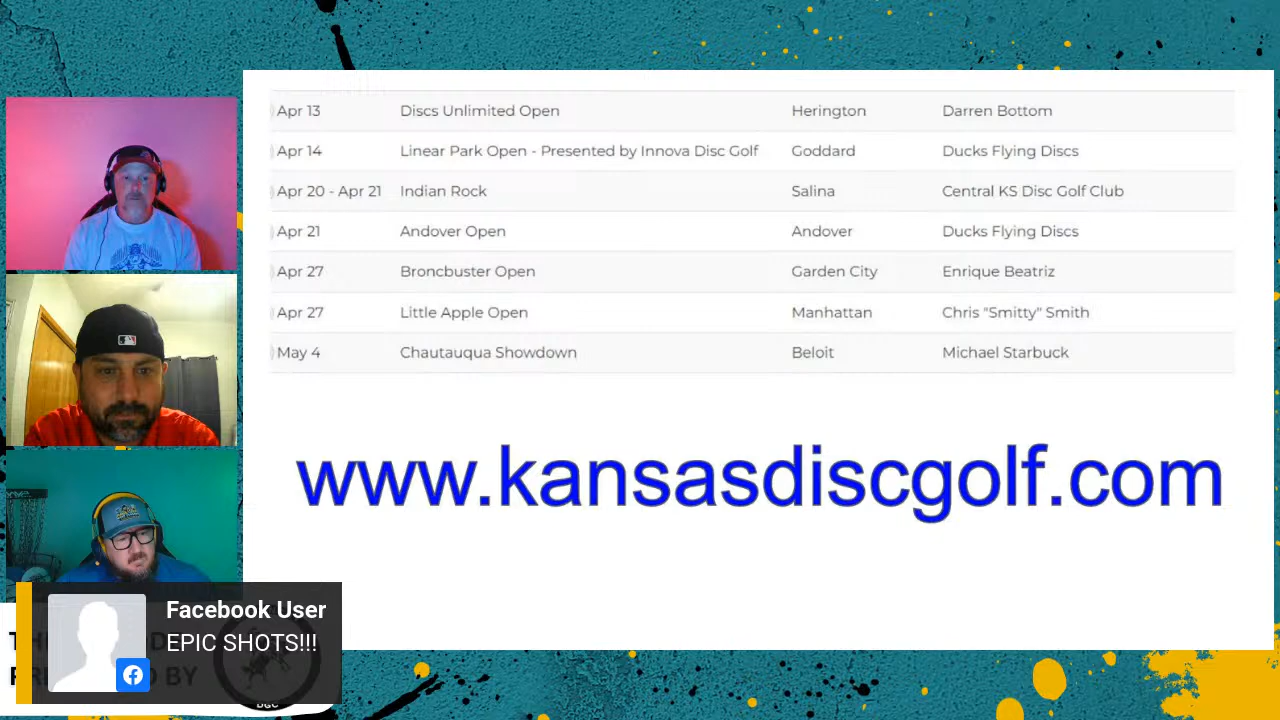 Apr 13 Discs Unlimited Open Herington Darren Bottom
Apr 14 Linear Park Open - Presented by Innova Disc Golf Goddard Ducks Flying Discs
Apr 20 - Apr 21 Indian Rock Salina Central KS Disc Golf Club
Apr 21 Andover Open Andover Ducks Flying Discs
Apr 27 Broncbuster Open Garden City Enrique Beatriz
Apr 27 Little Apple Open Manhattan Chris "Smitty" Smith
May 4 Chautauqua Showdown Beloit Michael Starbuck
www.kansasdiscgolf.com
Facebook User
EPIC SHOTS!!!
BY
DGC